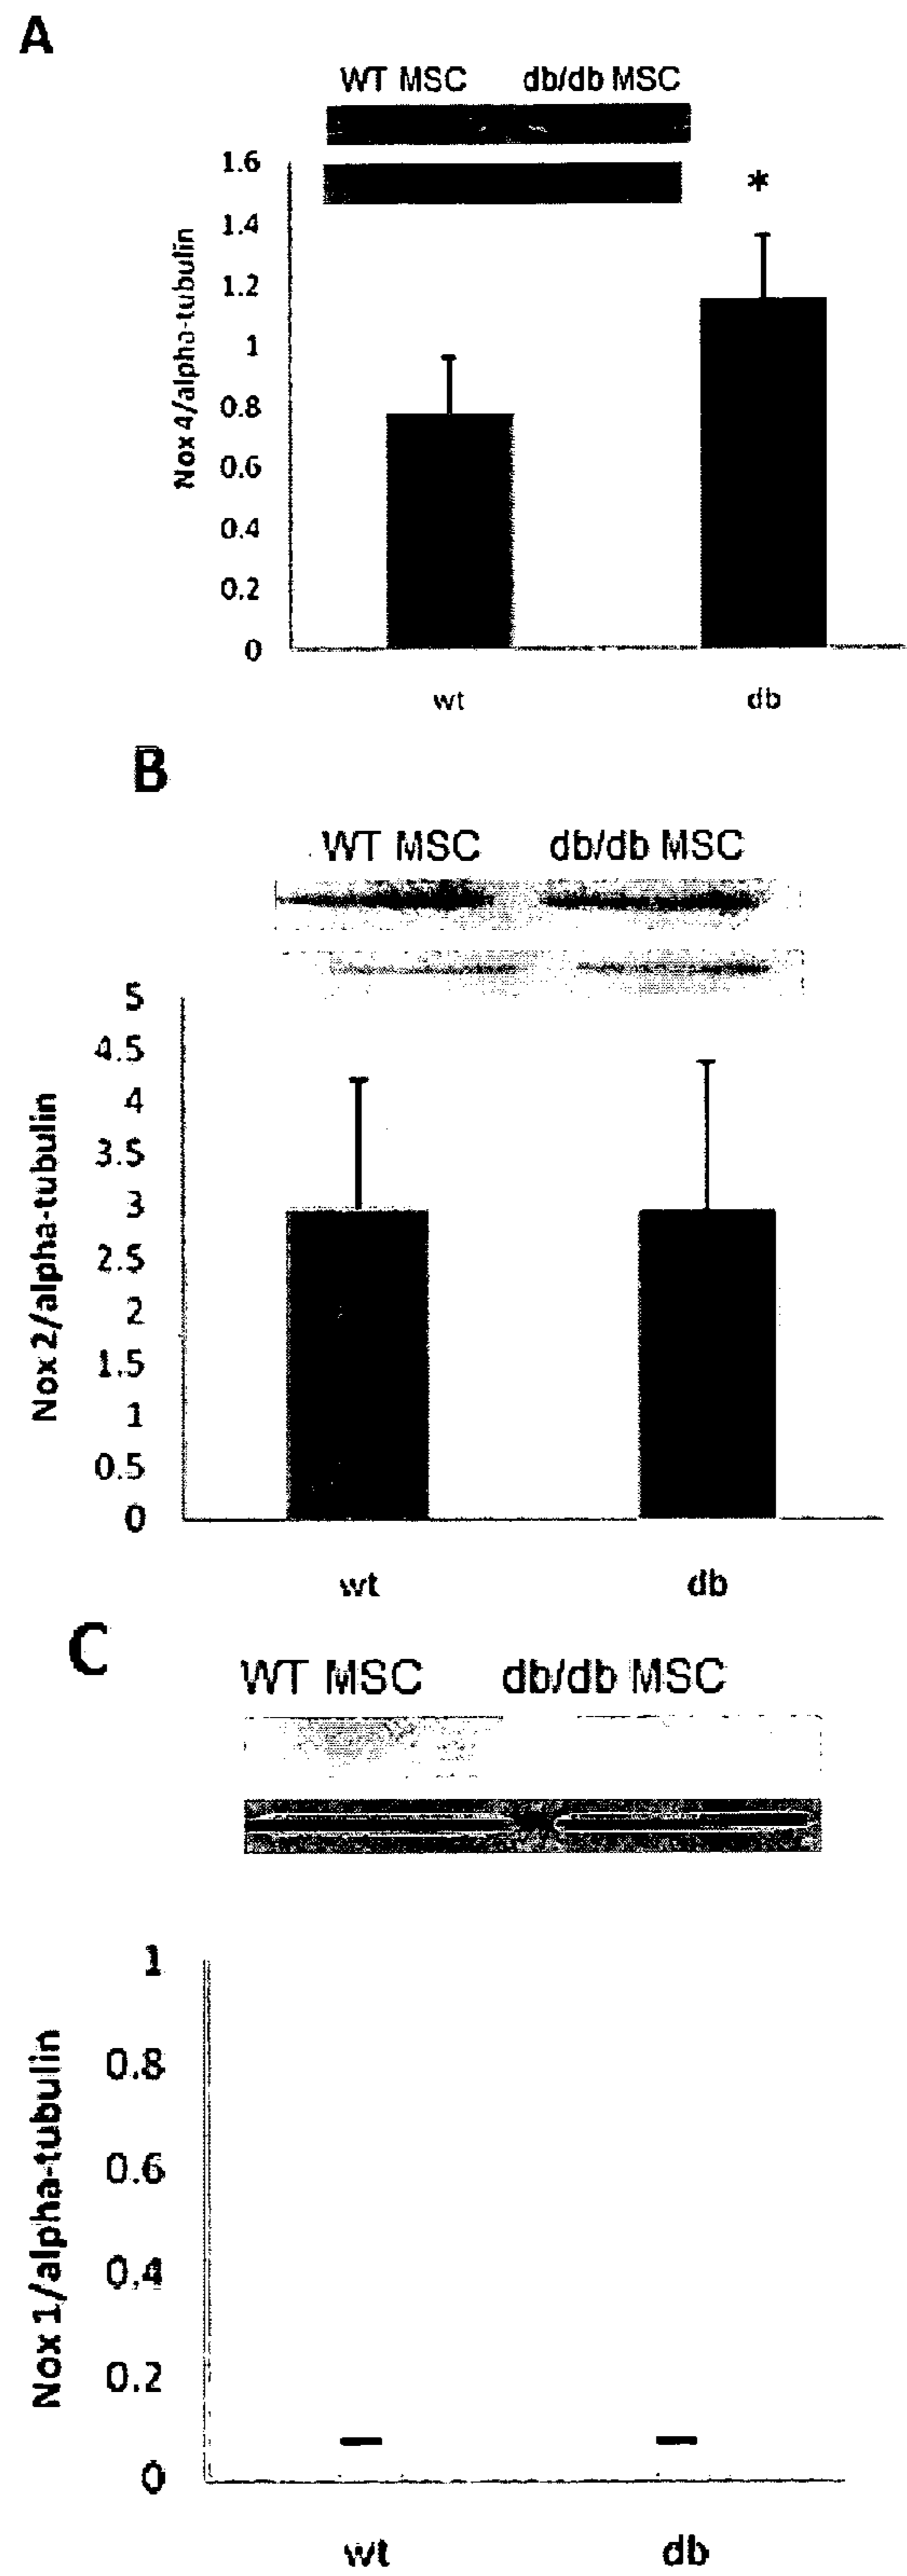 A
WT MSC db/db MSC
*
Nox 4/alpha-tubulin
1.6
1.4
1.2
1
0.8
0.6
0.4
0.2
0
wt db
B
WT MSC db/db MSC
Nox 2/alpha-tubulin
5
4.5
4
3.5
3
2.5
2
1.5
1
0.5
0
wt db
C
WT MSC db/db MSC
Nox 1/alpha-tubulin
1
0.8
0.6
0.4
0.2
0
wt db